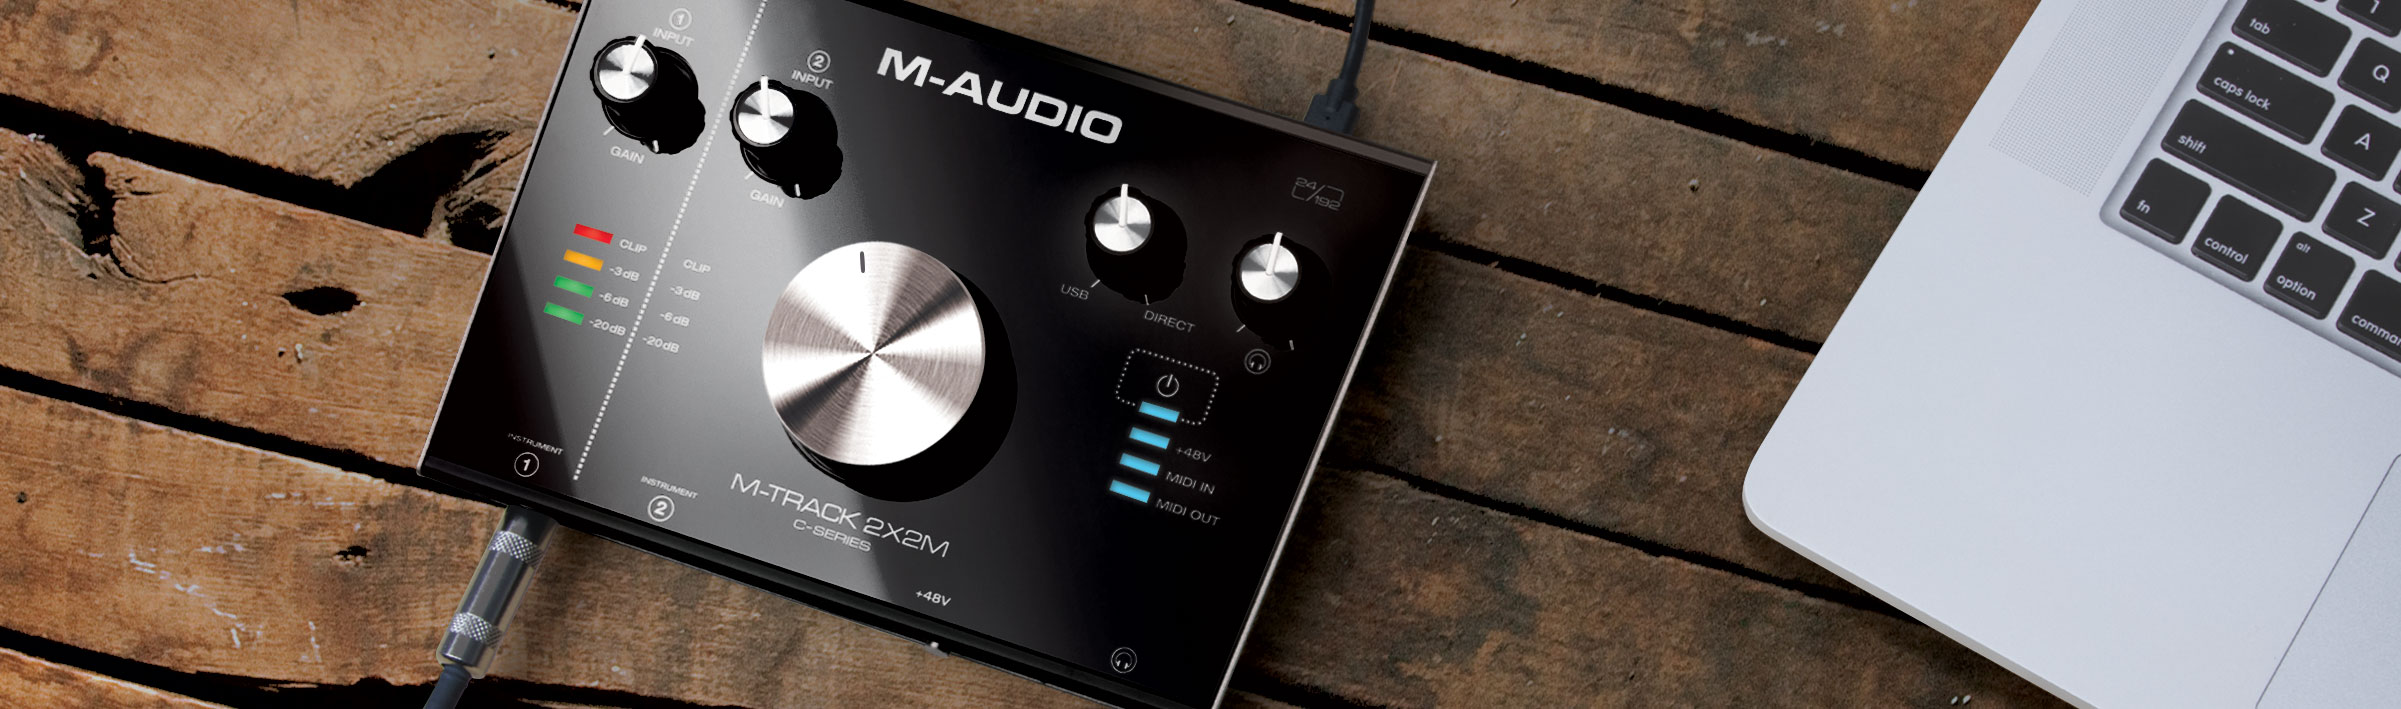 1
INPUT
GAIN
2
INPUT
GAIN
M-AUDIO
24/192
CLIP
-3dB
-6dB
-20dB
CLIP
-3dB
-6dB
-20dB
USB
DIRECT
+48V
MIDI IN
MIDI OUT
INSTRUMENT
1
INSTRUMENT
2
M-TRACK 2X2M
C-SERIES
+48V
tab
Q
caps lock
A
shift
Z
fn
control
alt
option
comma